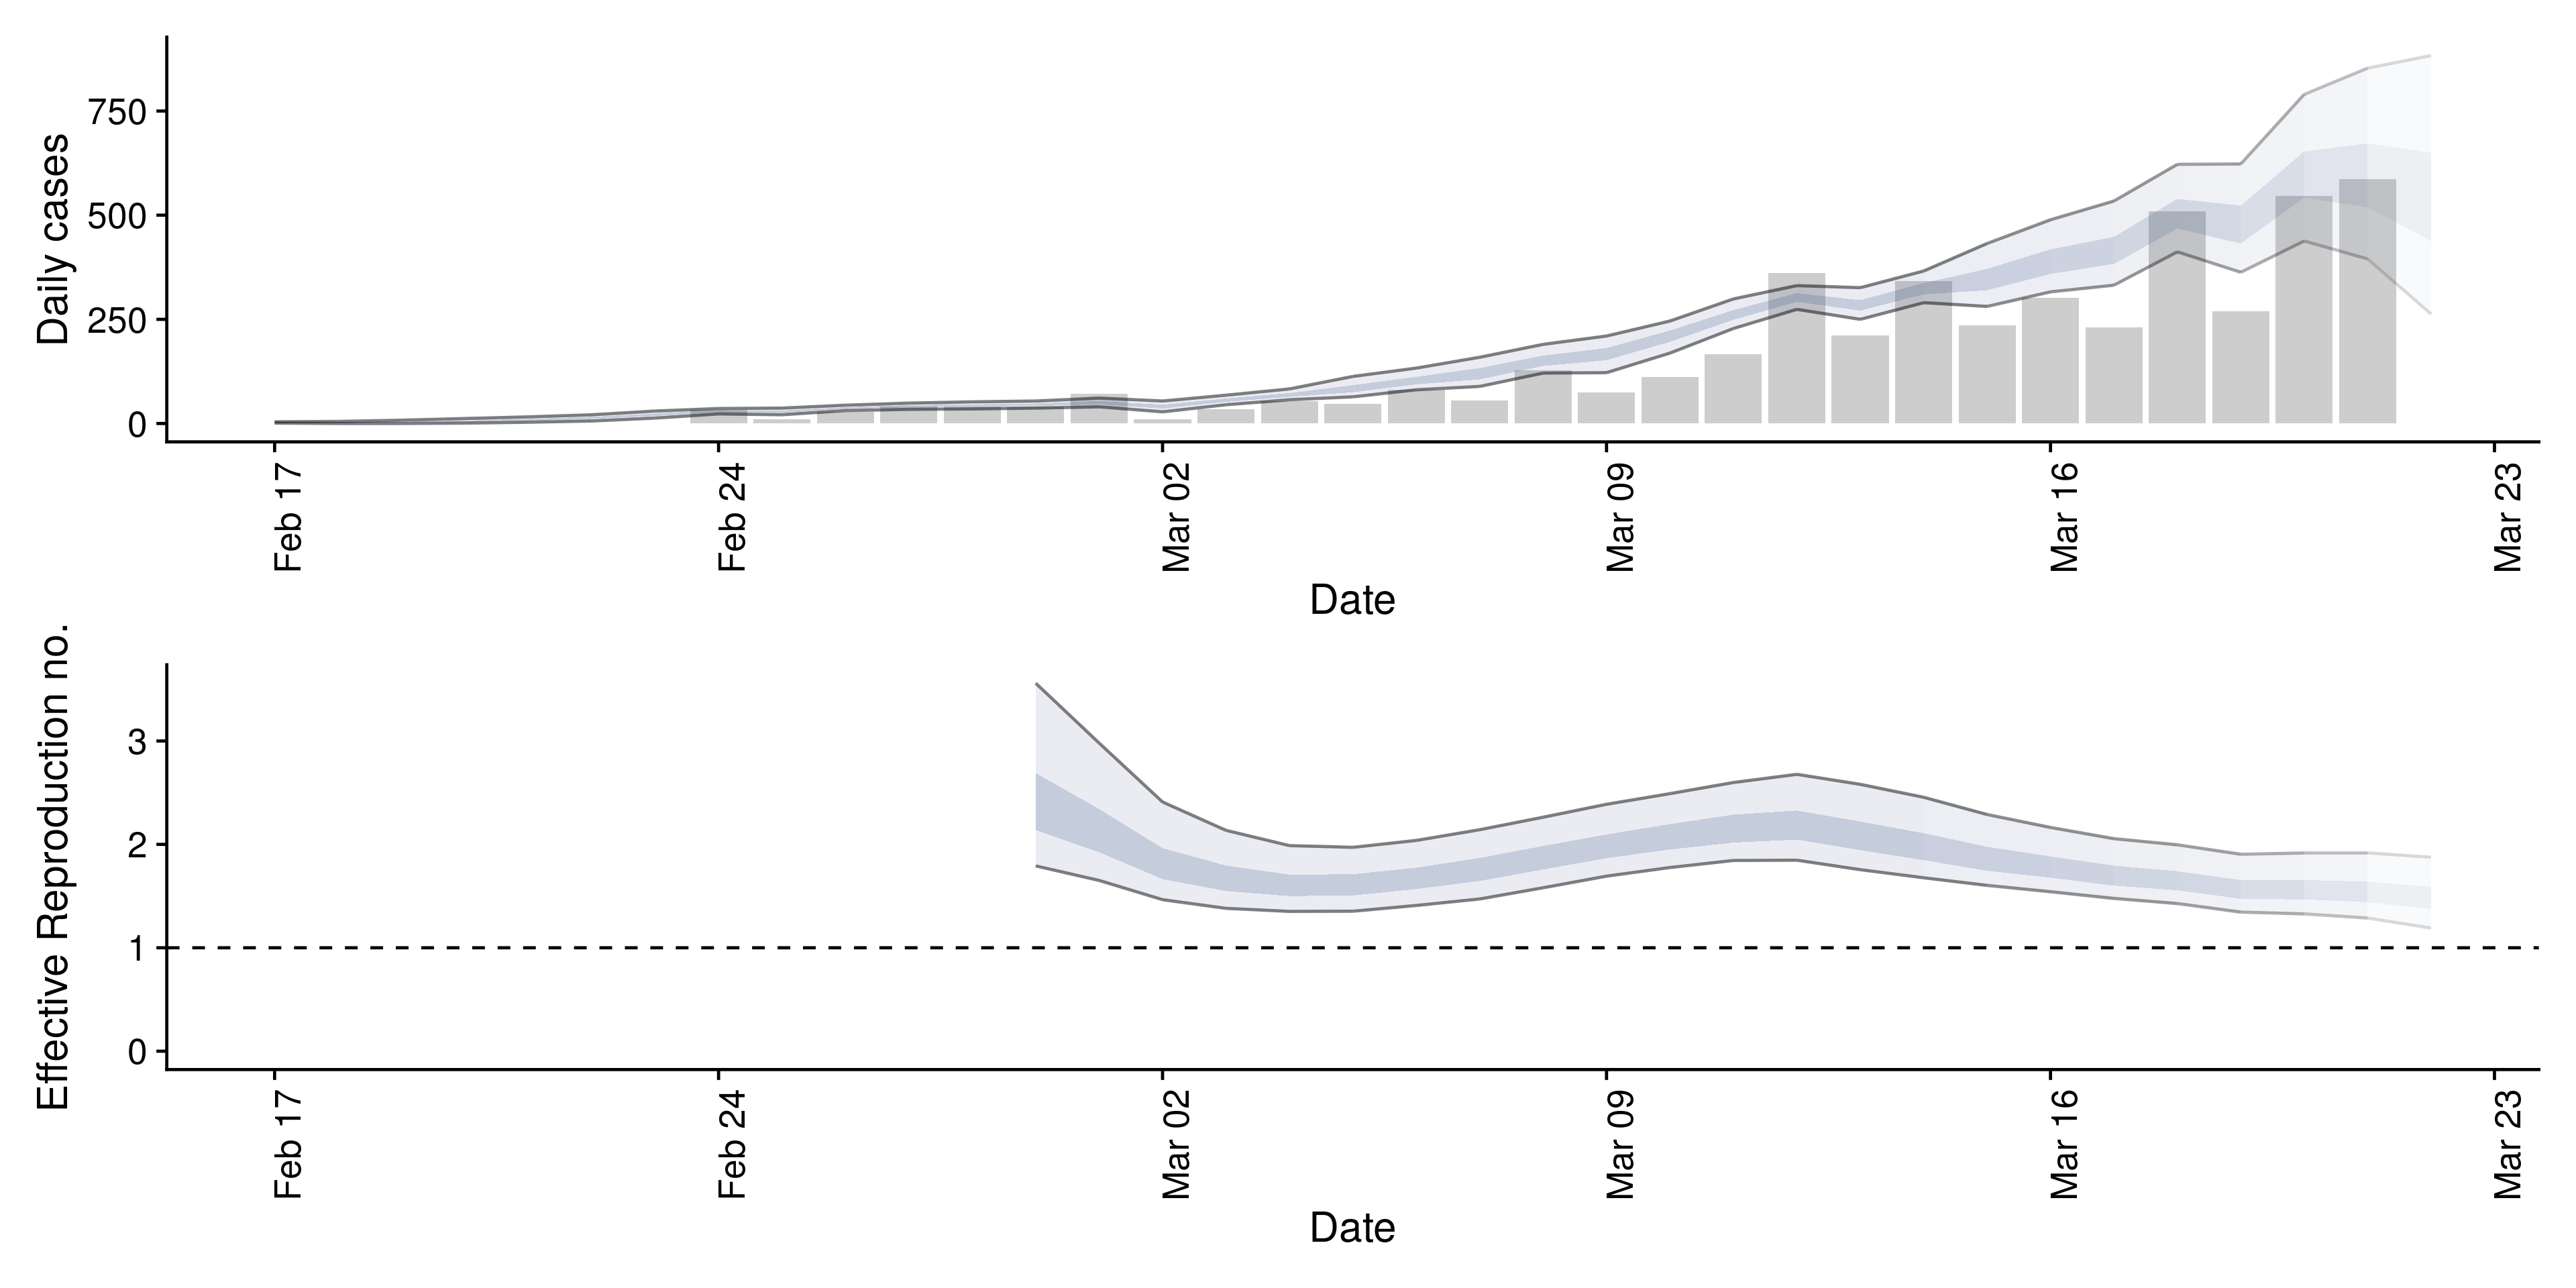 Daily cases
750
500
250
0
Feb 17
Feb 24
Mar 02
Mar 09
Mar 16
Mar 23
Date
Effective Reproduction no.
3
2
1
0
Feb 17
Feb 24
Mar 02
Mar 09
Mar 16
Mar 23
Date